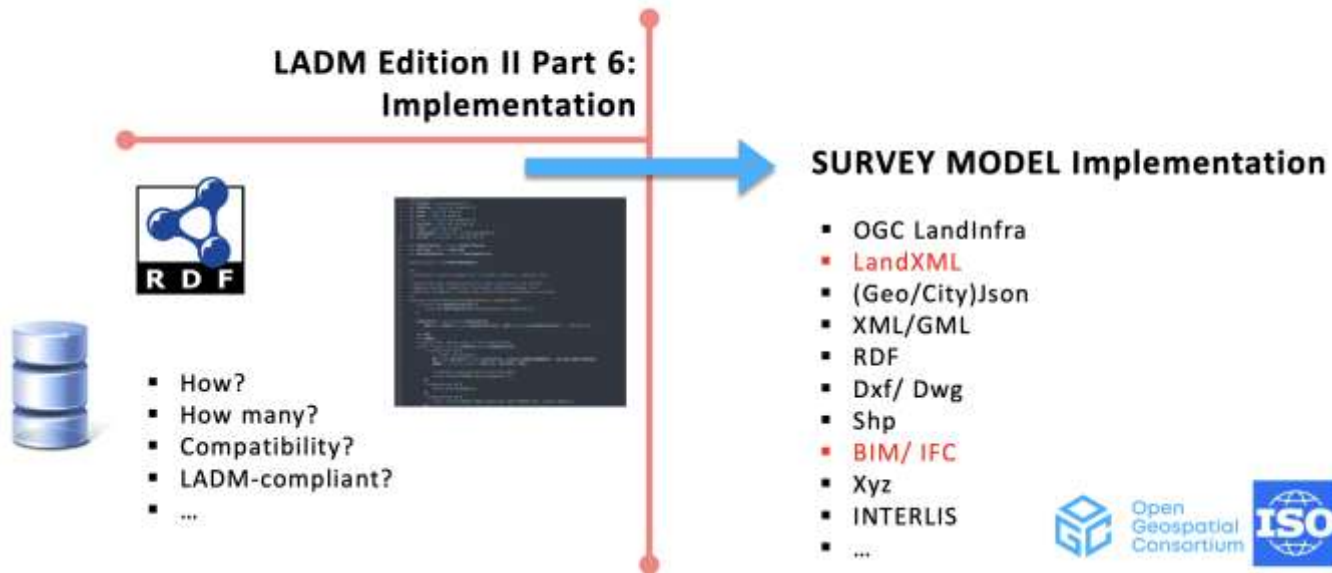 LADM Edition II Part 6:
Implementation
RDF
▪ How?
▪ How many?
▪ Compatibility?
▪ LADM-compliant?
▪ ...
SURVEY MODEL Implementation
▪ OGC LandInfra
▪ LandXML
▪ (Geo/City)Json
▪ XML/GML
▪ RDF
▪ Dxf/ Dwg
▪ Shp
▪ BIM/ IFC
▪ Xyz
▪ INTERLIS
▪ ...
Open
Geospatial
Consortium
ISO